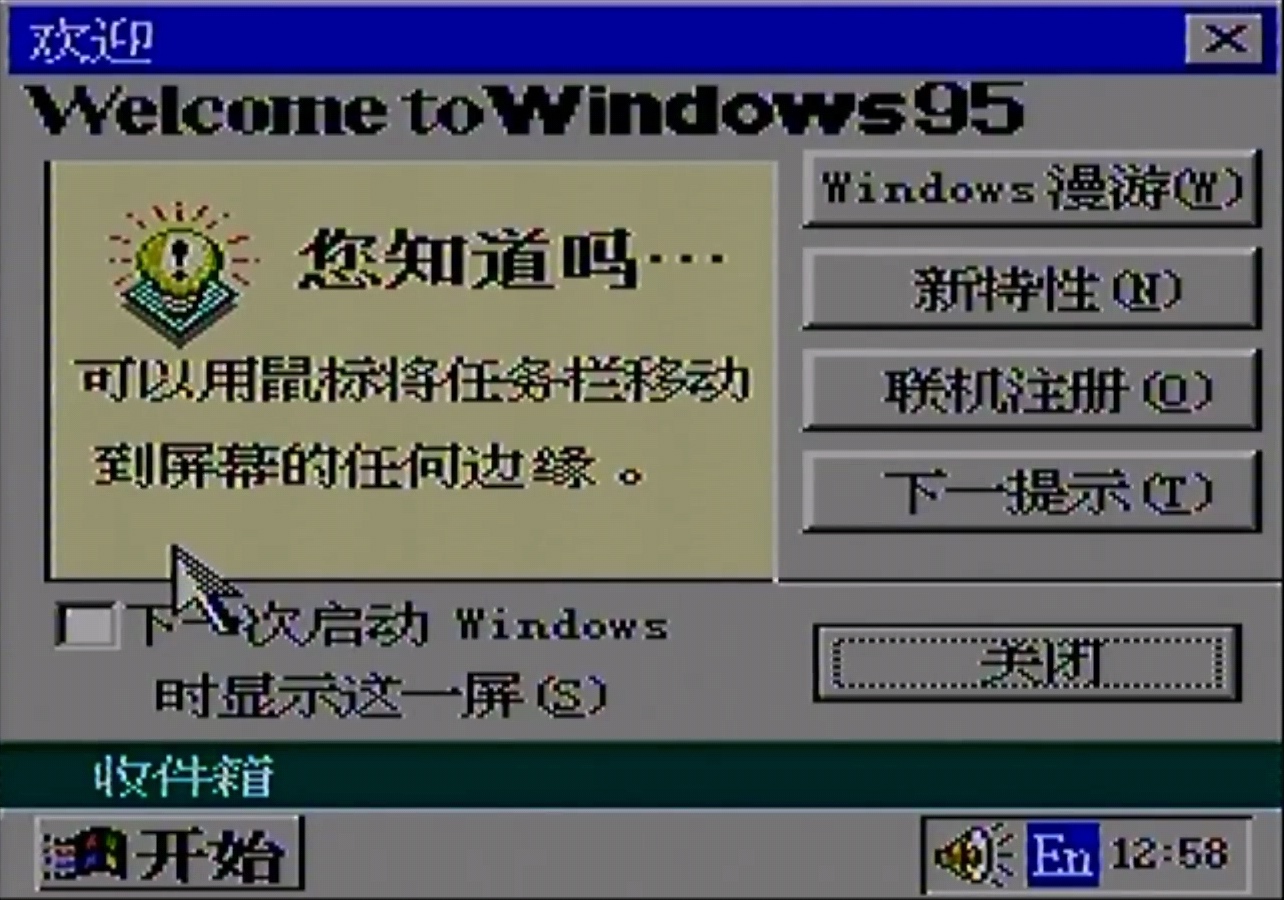 欢迎
Welcome to Windows 95
您知道吗…
可以用鼠标将任务栏移动
到屏幕的任何边缘。
Windows 漫游(W)
新特性(N)
联机注册(O)
下一提示(T)
下一次启动 Windows
时显示这一屏(S)
关闭
收件箱
开始
En 12:58